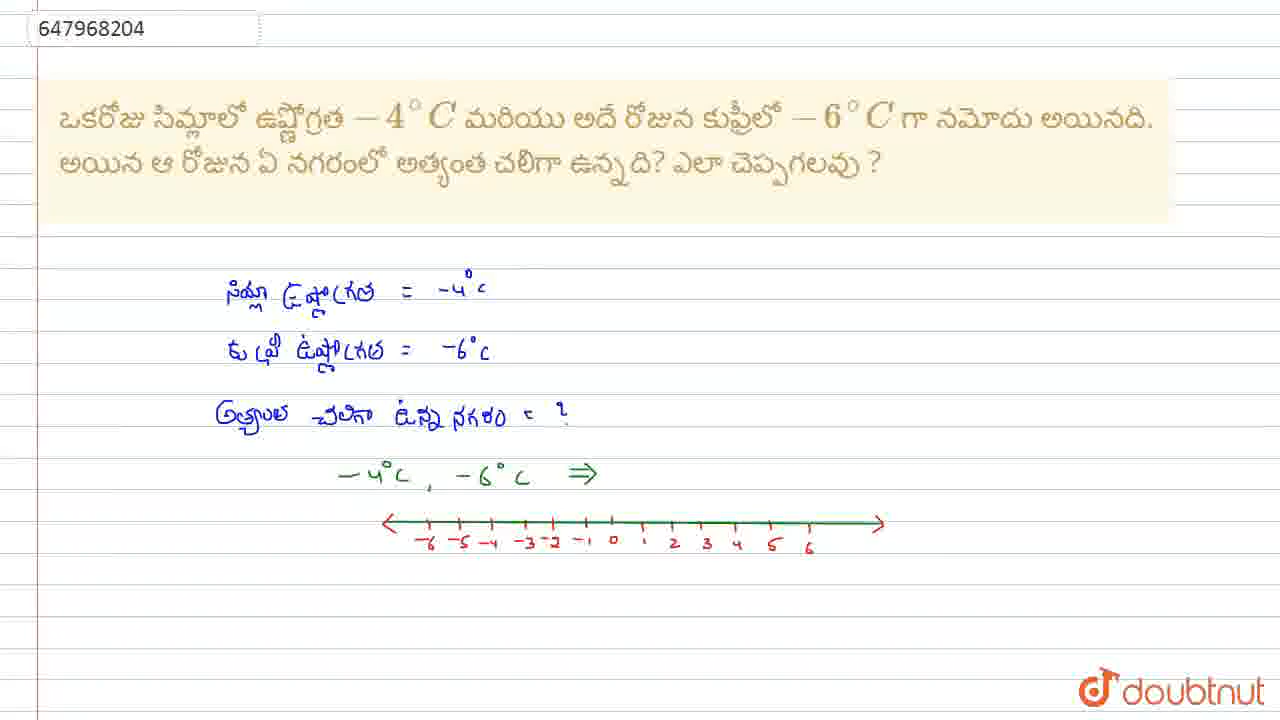 647968204
ఒకరోజు సిమ్లాలో ఉష్ణోగ్రత −4°C మరియు అదే రోజున కుఫ్రీలో −6°C గా నమోదు అయినది.
అయిన ఆ రోజున ఏ నగరంలో అత్యంత చలిగా ఉన్నది? ఎలా చెప్పగలవు ?
సిమ్లా ఉష్ణోగ్రత = -4°C
కుఫ్రీ ఉష్ణోగ్రత = -6°C
అత్యంత చలిగా ఉన్న నగరం = ?
-4°C, -6°C ⇒
-6 -5 -4 -3 -2 -1 0 1 2 3 4 5 6
doubtnut